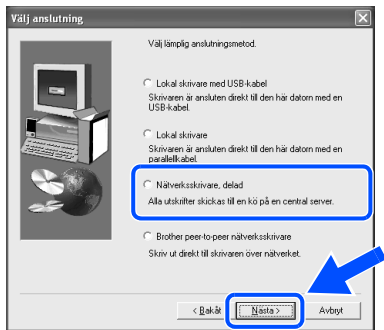 Välj anslutning
Välj lämplig anslutningsmetod.
Lokal skrivare med USB-kabel
Skrivaren är ansluten direkt till den här datorn med en
USB-kabel.
Lokal skrivare
Skrivaren är ansluten direkt till den här datorn med en
parallellkabel.
Nätverksskrivare, delad
Alla utskrifter skickas till en kö på en central server.
Brother peer-to-peer nätverksskrivare
Skriv ut direkt till skrivaren över nätverket.
< Bakåt Nästa > Avbryt